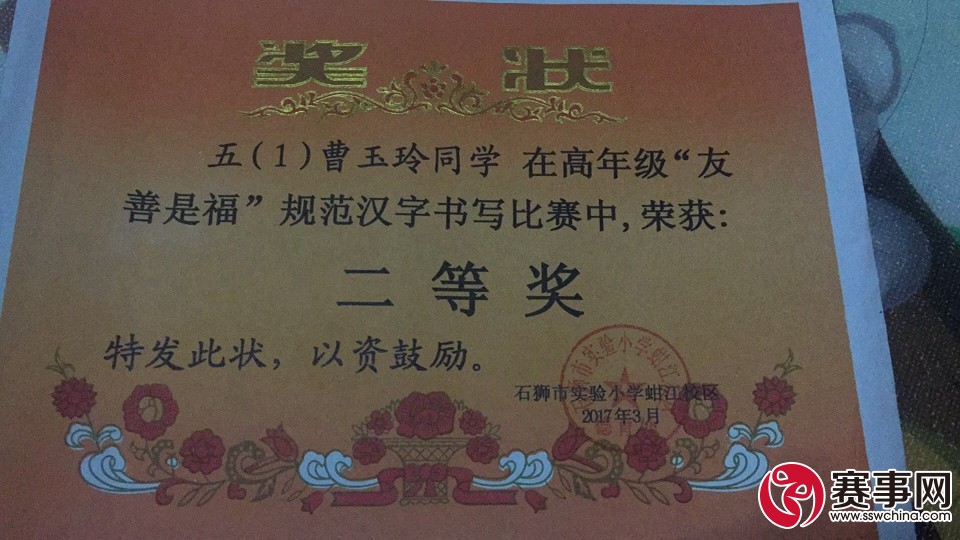 奖 状
五(1)曹玉玲同学 在高年级“友
善是福”规范汉字书写比赛中,荣获:
二 等 奖
特发此状, 以资鼓励。
石狮市实验小学蚶江校区
2017年3月
赛事网
www.sswchina.com